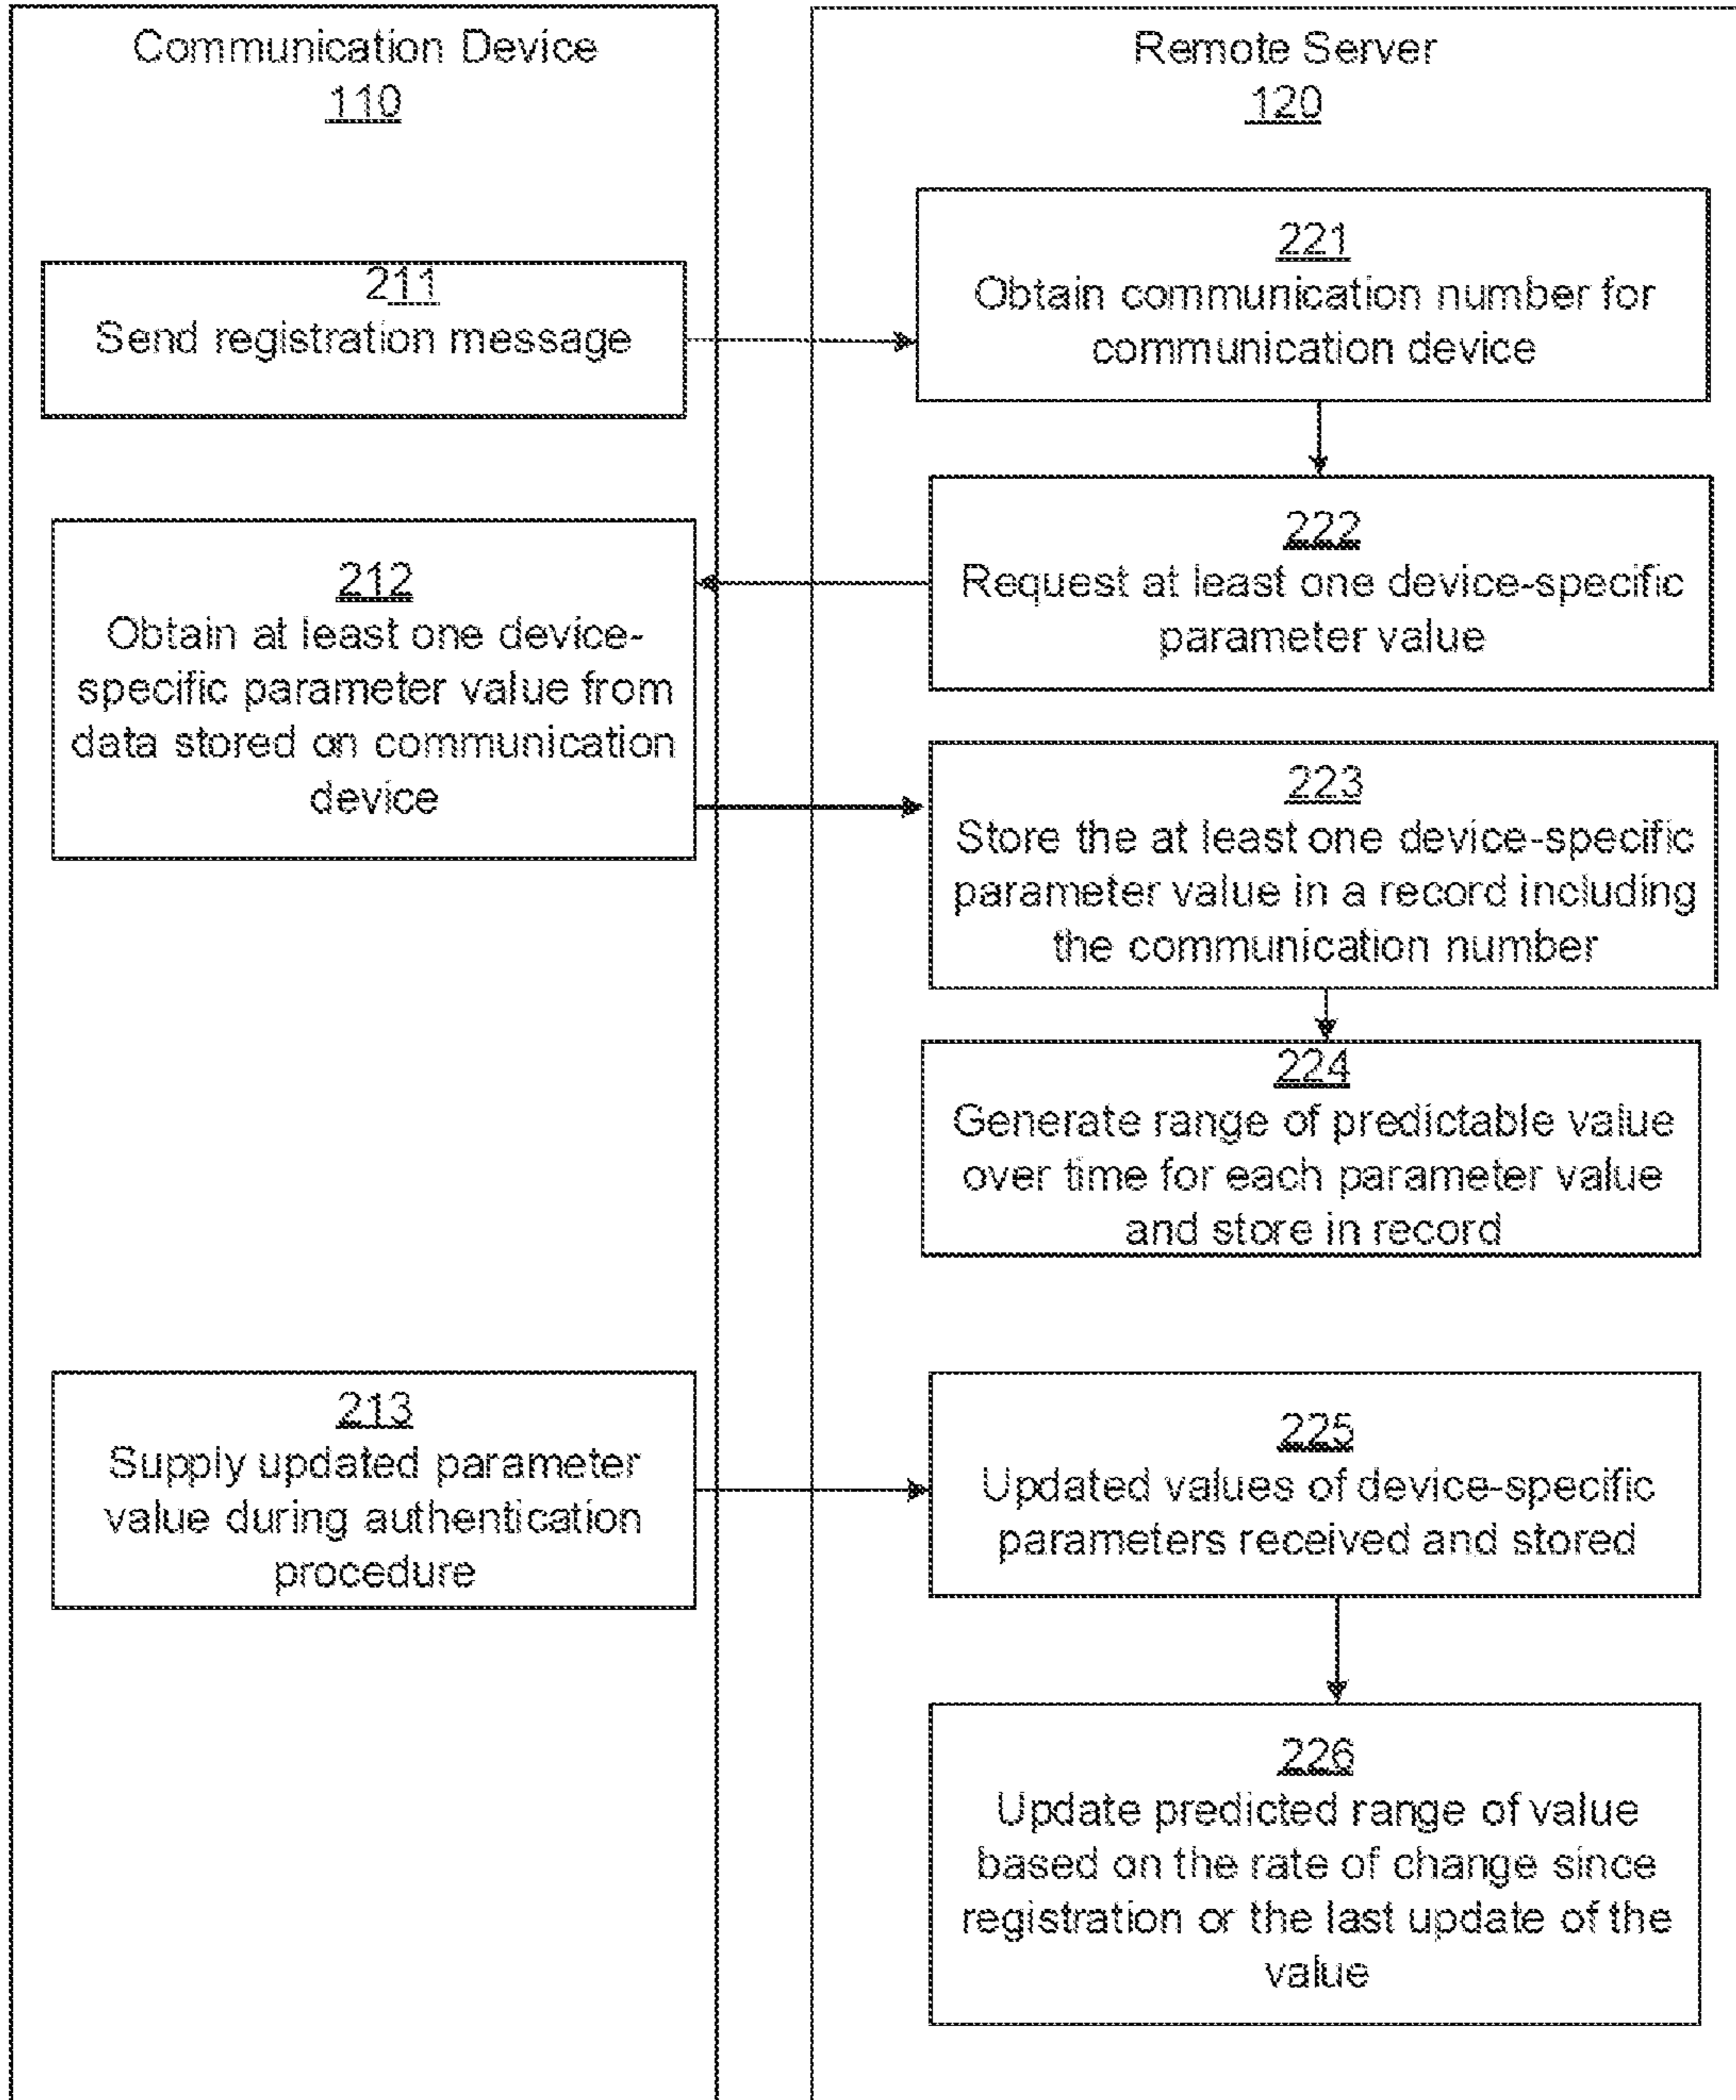 Communication Device
110
Remote Server
120
211
Send registration message
221
Obtain communication number for
communication device
222
Request at least one device-specific
parameter value
212
Obtain at least one device-
specific parameter value from
data stored on communication
device
223
Store the at least one device-specific
parameter value in a record including
the communication number
224
Generate range of predictable value
over time for each parameter value
and store in record
213
Supply updated parameter
value during authentication
procedure
225
Updated values of device-specific
parameters received and stored
226
Update predicted range of value
based on the rate of change since
registration or the last update of the
value